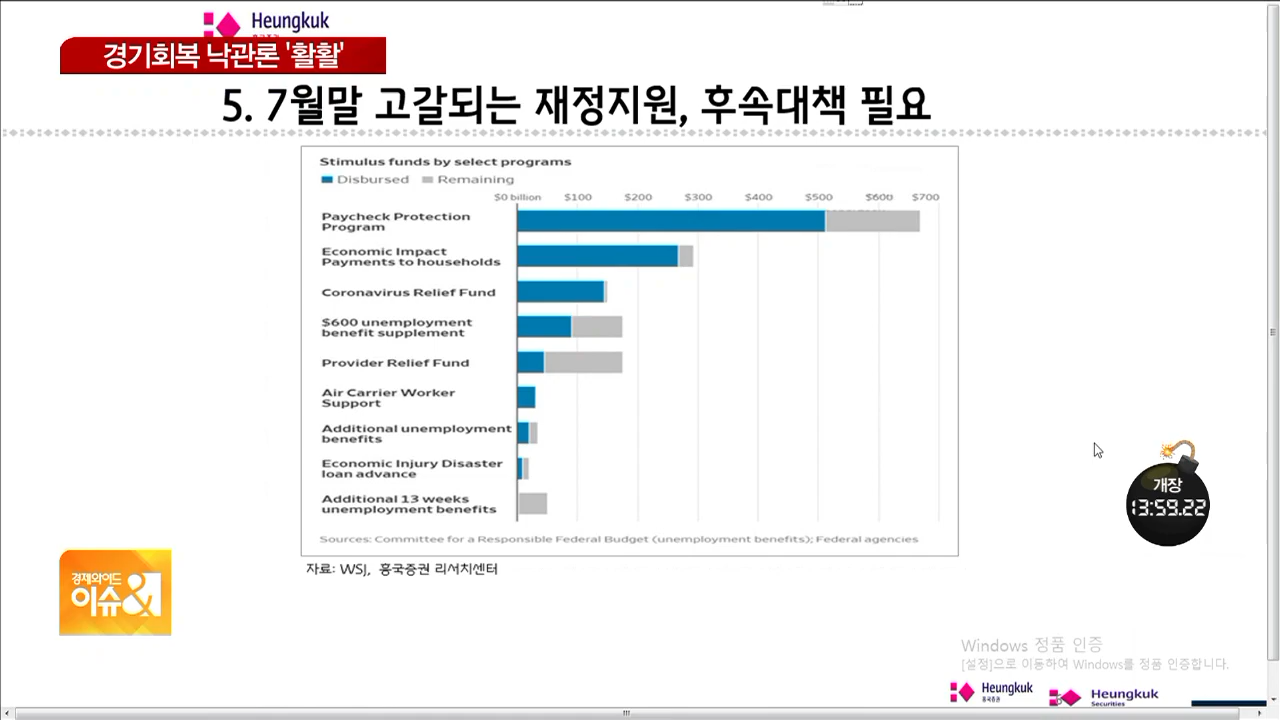 Heungkuk
경기회복 낙관론 '활활'
5. 7월말 고갈되는 재정지원, 후속대책 필요
Stimulus funds by select programs
Disbursed Remaining
$0 billion $100 $200 $300 $400 $500 $600 $700
Paycheck Protection
Program
Economic Impact
Payments to households
Coronavirus Relief Fund
$600 unemployment
benefit supplement
Provider Relief Fund
Air Carrier Worker
Support
Additional unemployment
benefits
Economic Injury Disaster
loan advance
Additional 13 weeks
unemployment benefits
Sources: Committee for a Responsible Federal Budget (unemployment benefits); Federal agencies
자료: WSJ, 흥국증권 리서치센터
개장
13:59.22
경제와이드
이슈&
Windows 정품 인증
[설정]으로 이동하여 Windows를 정품 인증합니다.
Heungkuk
흥국증권
Heungkuk
Securities